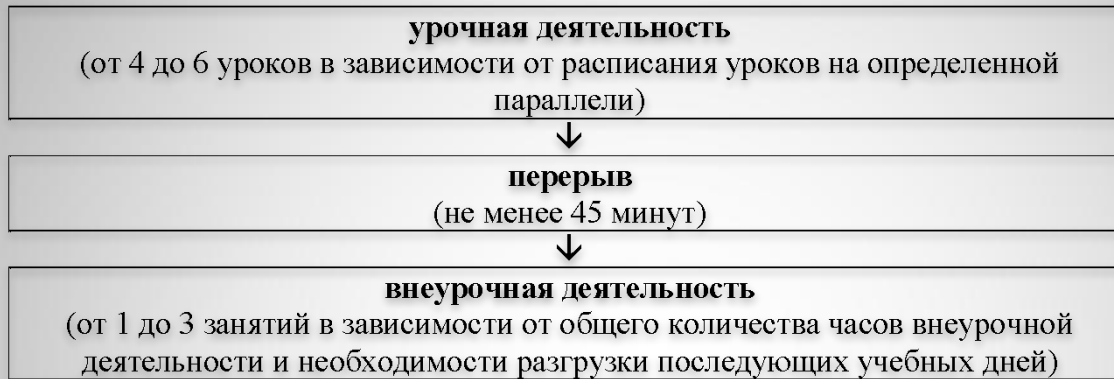 урочная деятельность
(от 4 до 6 уроков в зависимости от расписания уроков на определенной
параллели)
перерыв
(не менее 45 минут)
внеурочная деятельность
(от 1 до 3 занятий в зависимости от общего количества часов внеурочной
деятельности и необходимости разгрузки последующих учебных дней)